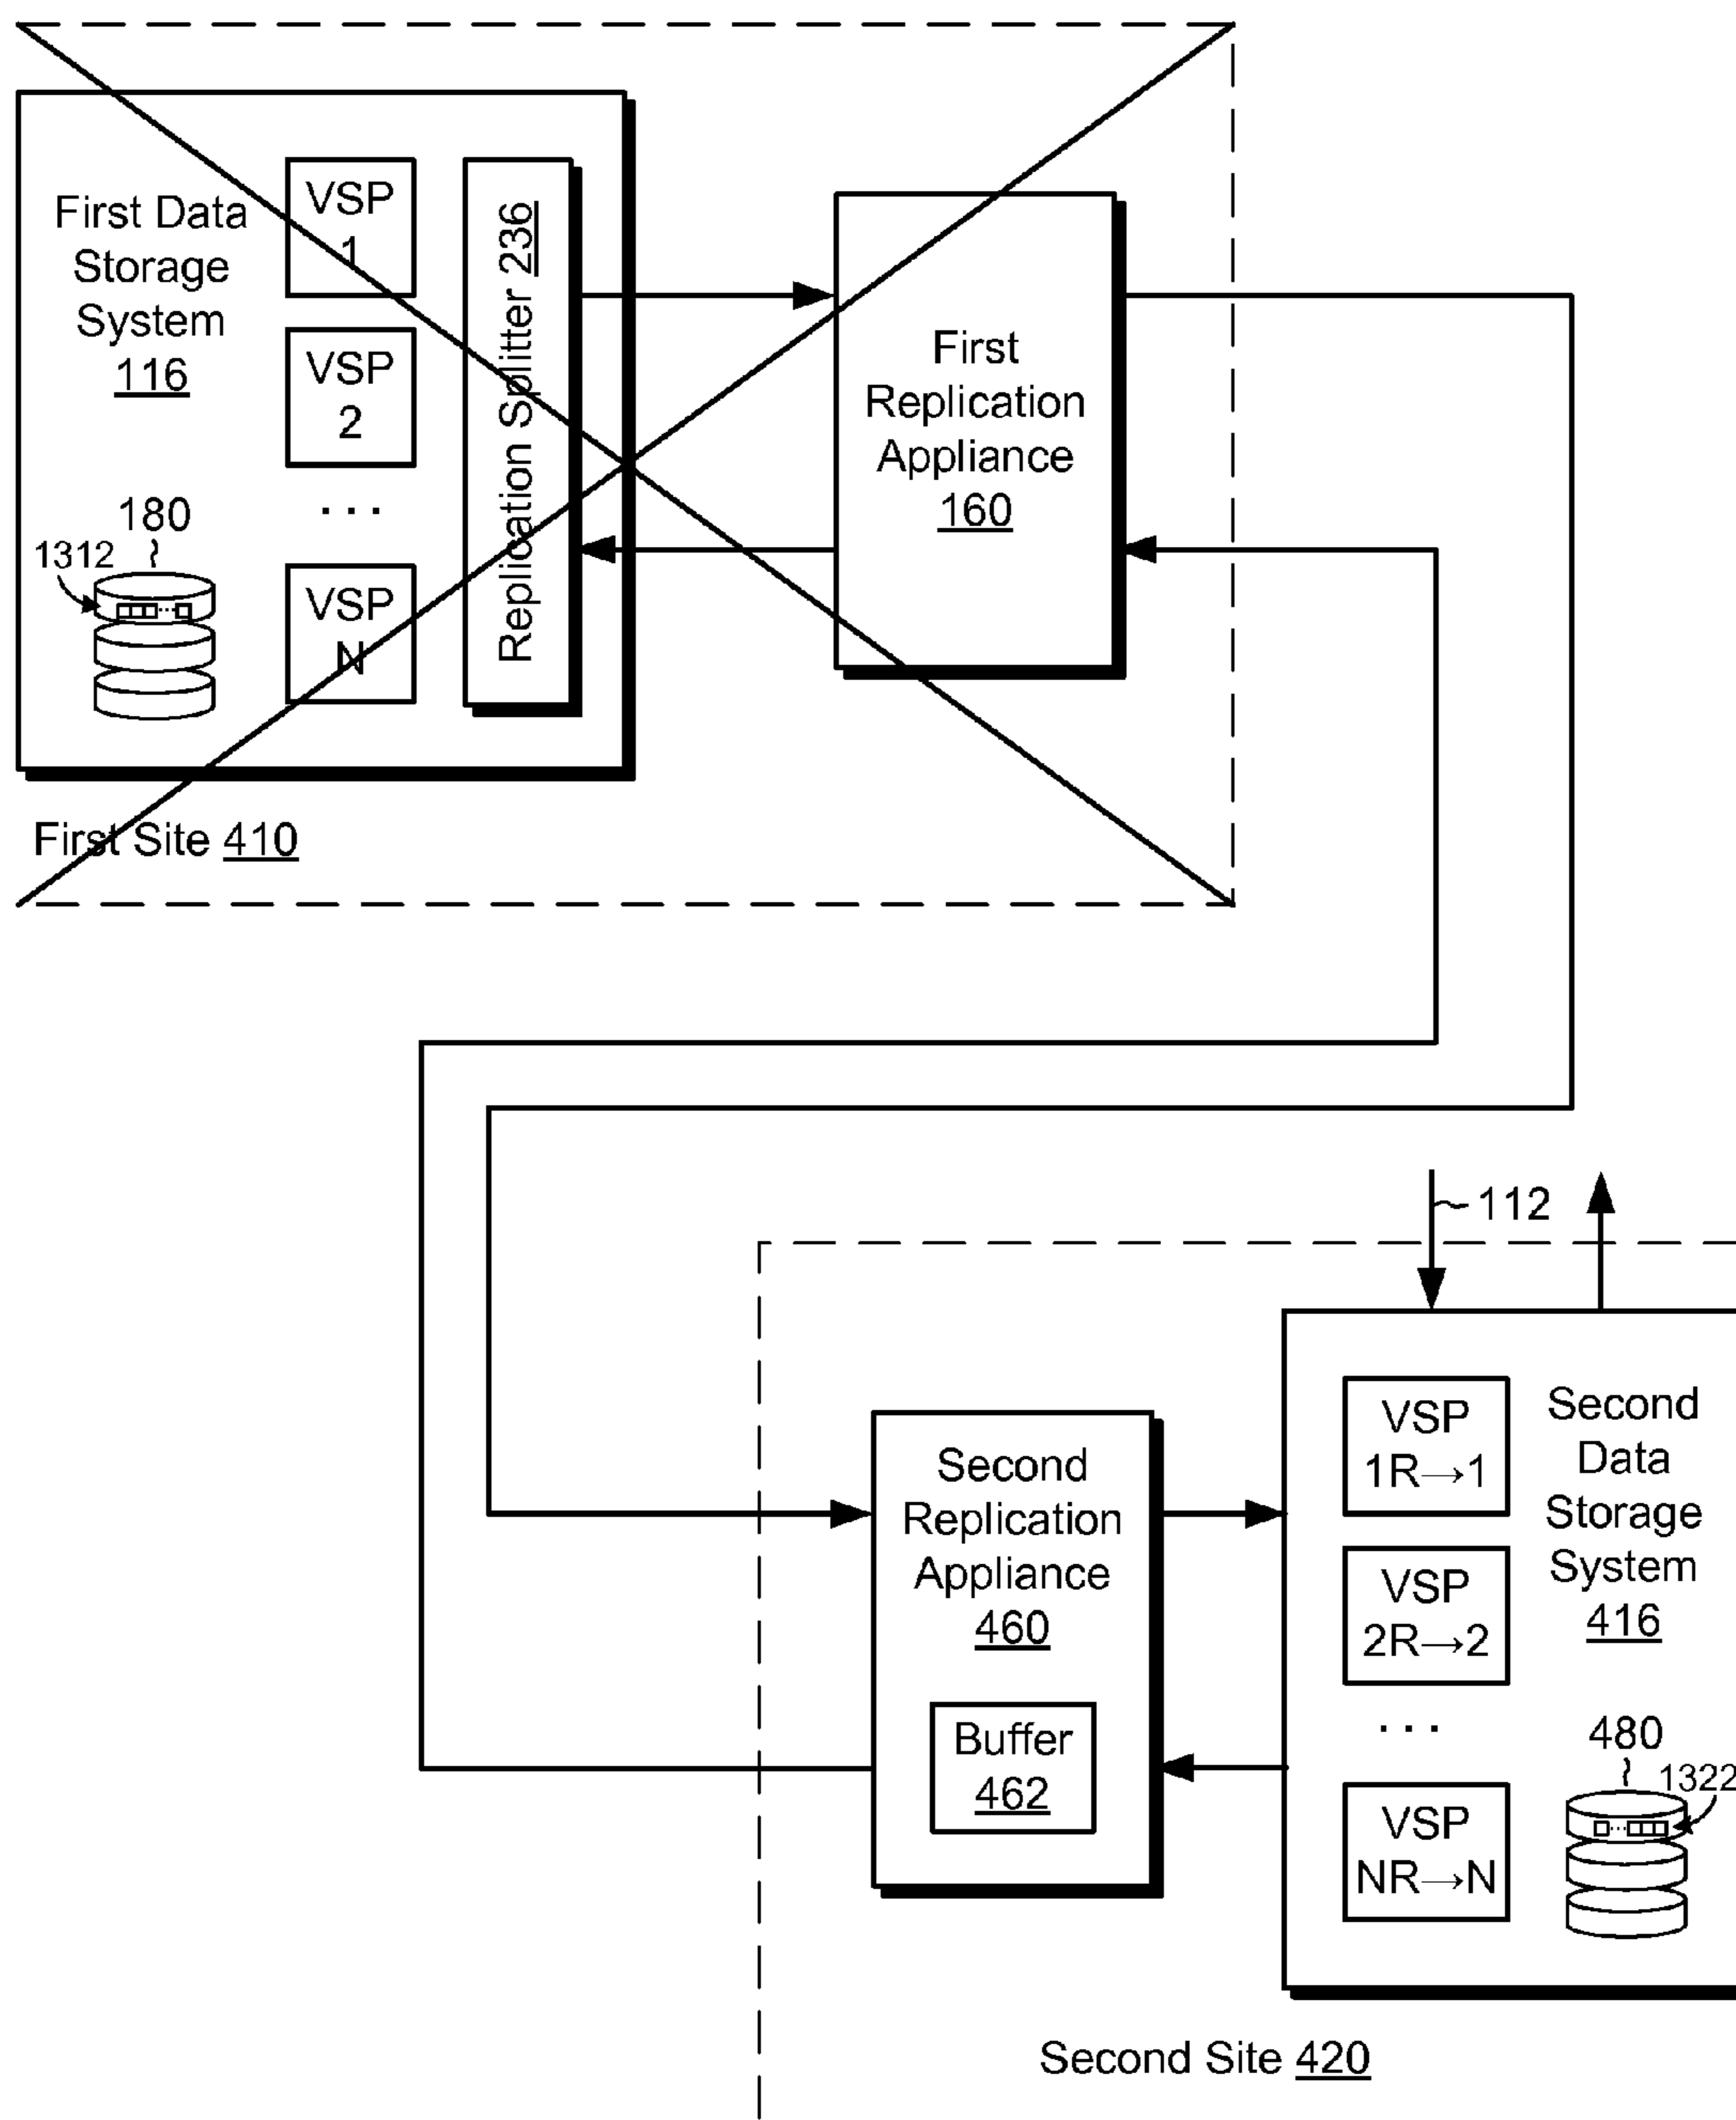 First Data
Storage
System
116
VSP
1
VSP
2
. . .
VSP
N
Replication Splitter 236
180
1312
First
Replication
Appliance
160
First Site 410
112
Second
Replication
Appliance
460
Buffer
462
VSP
1R→1
VSP
2R→2
. . .
VSP
NR→N
Second
Data
Storage
System
416
480
1322
Second Site 420